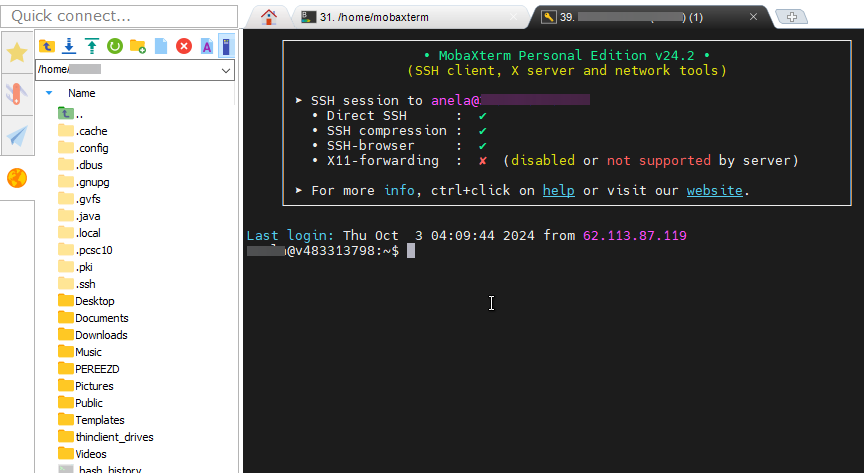 Quick connect...
31. /home/mobaxterm
39. ( ) (1)
/home/
Name
..
.cache
.config
.dbus
.gnupg
.gvfs
.java
.local
.pcsc10
.pki
.ssh
Desktop
Documents
Downloads
Music
PEREEZD
Pictures
Public
Templates
thinclient_drives
Videos
.bash_history
• MobaXterm Personal Edition v24.2 •
(SSH client, X server and network tools)
➤ SSH session to anela@
• Direct SSH : ✔
• SSH compression : ✔
• SSH-browser : ✔
• X11-forwarding : ✘ (disabled or not supported by server)
➤ For more info, ctrl+click on help or visit our website.
Last login: Thu Oct 3 04:09:44 2024 from 62.113.87.119
@v483313798:~$